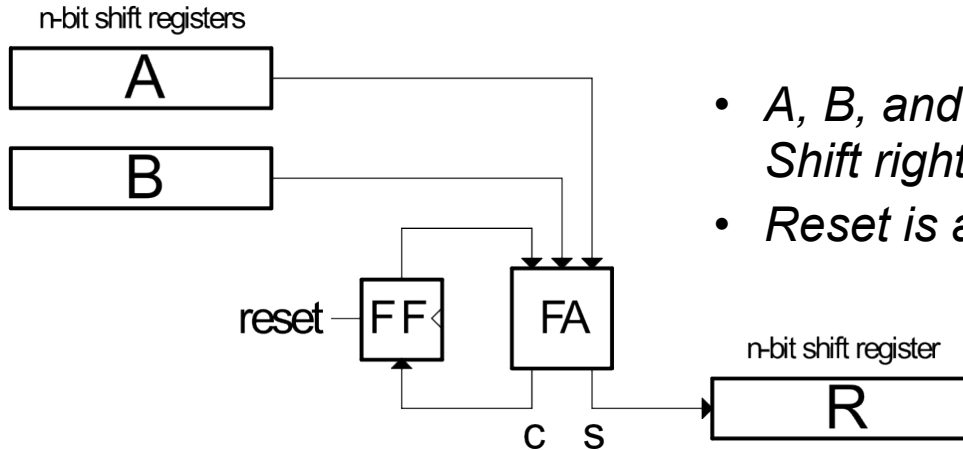 n-bit shift registers
A
B
• A, B, and
Shift right
• Reset is a
reset
FF
FA
n-bit shift register
R
c s